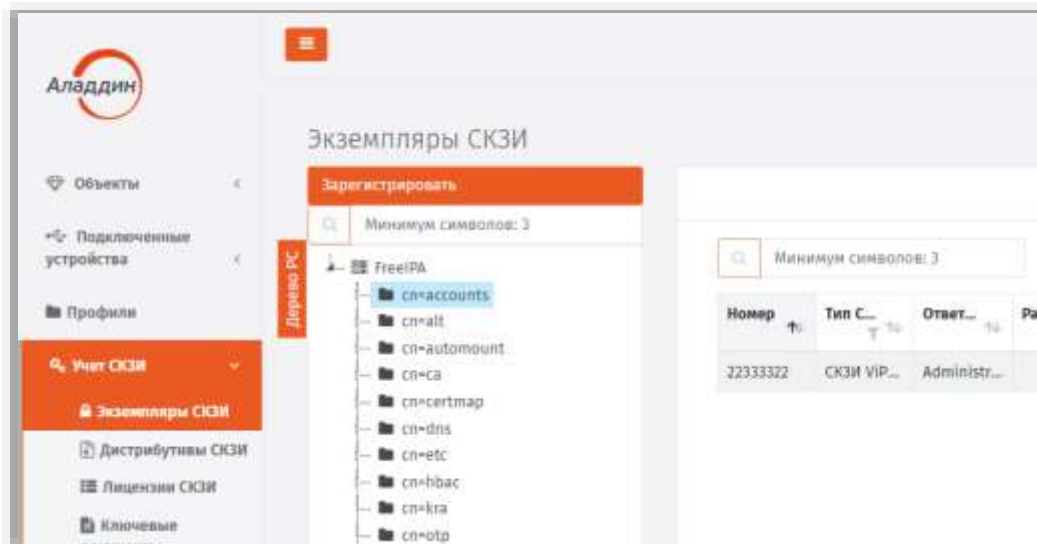 Аладдин
Объекты
Подключенные
устройства
Профили
Учет СКЗИ
Экземпляры СКЗИ
Дистрибутивы СКЗИ
Лицензии СКЗИ
Ключевые
Экземпляры СКЗИ
Зарегистрировать
Минимум символов: 3
Дерево РС
FreeIPA
cn=accounts
cn=alt
cn=automount
cn=ca
cn=certmap
cn=dns
cn=etc
cn=hbac
cn=kra
cn=otp
Минимум символов: 3
Номер Тип С... Ответ... Ра
22333322 СКЗИ ViP... Administr...